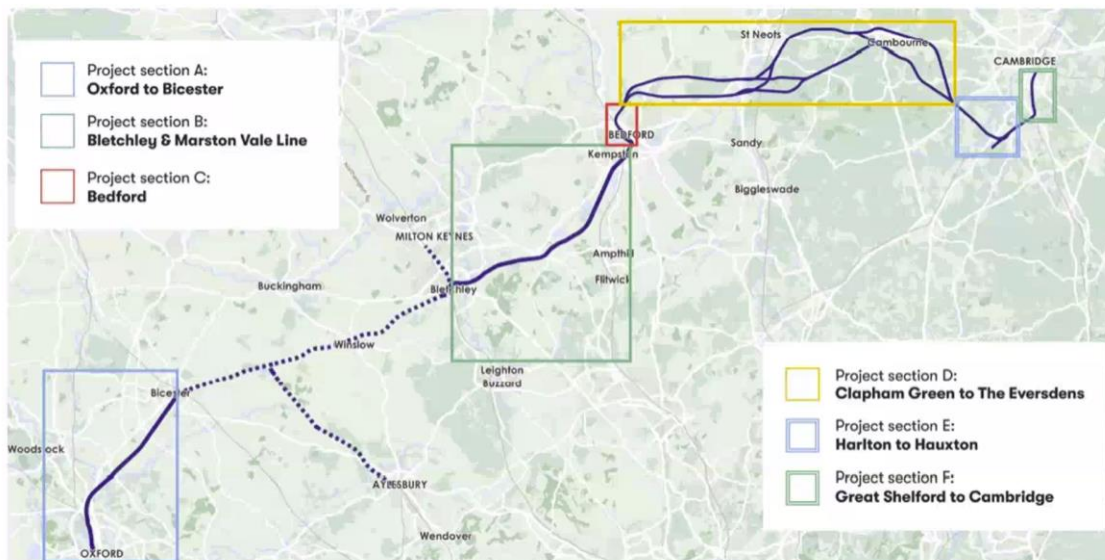 Project section A:
Oxford to Bicester
Project section B:
Bletchley & Marston Vale Line
Project section C:
Bedford
St Neots
Cambourne
CAMBRIDGE
BEDFORD
Kempston
Sandy
Biggleswade
Wolverton
MILTON KEYNES
Ampthill
Flitwick
Buckingham
Bletchley
Winslow
Leighton
Buzzard
Bicester
Woodstock
AYLESBURY
Wendover
OXFORD
Project section D:
Clapham Green to The Eversdens
Project section E:
Harlton to Hauxton
Project section F:
Great Shelford to Cambridge